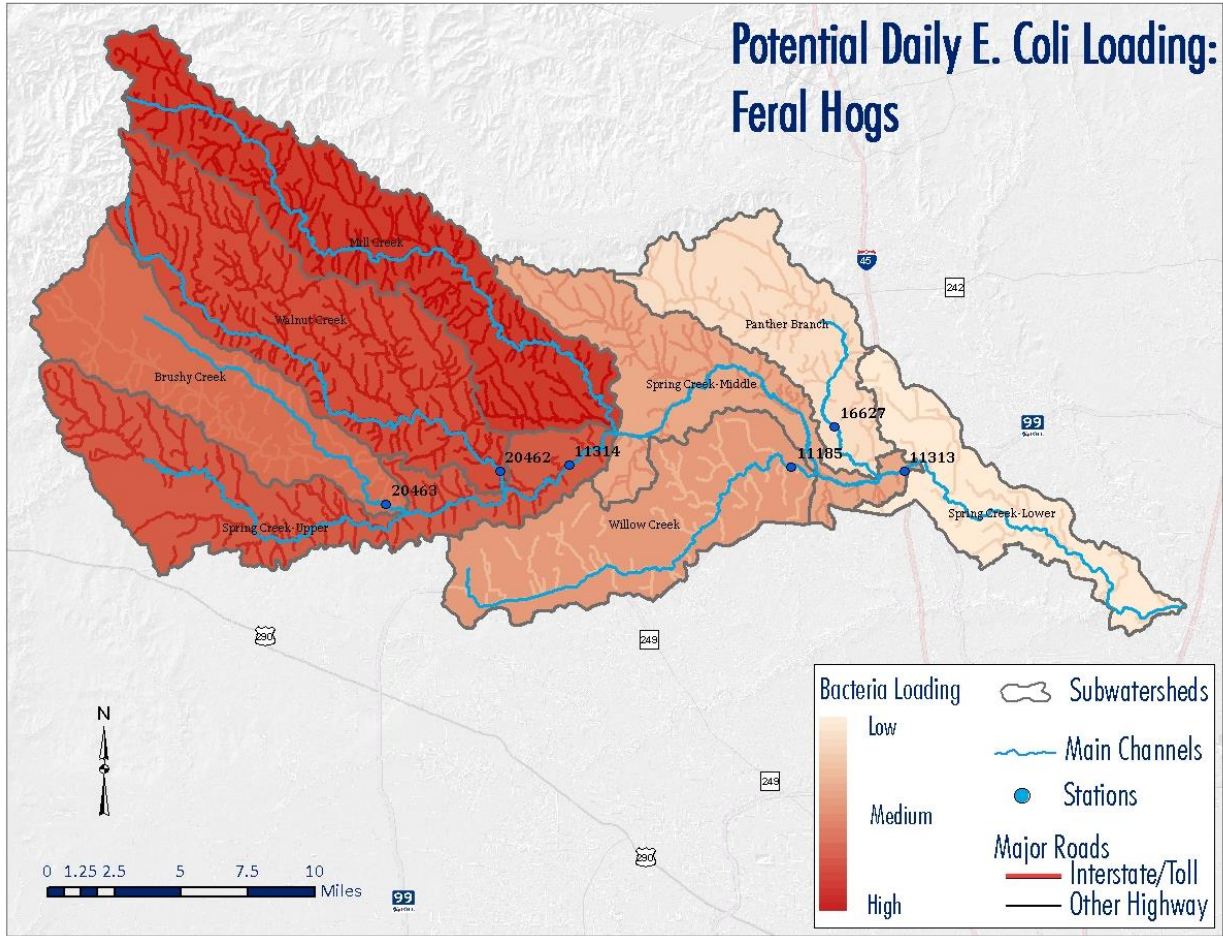 Potential Daily E. Coli Loading:
Feral Hogs
Mill Creek
45
242
Walnut Creek
Panther Branch
Brushy Creek
Spring Creek-Middle
16627
99
20462
11314
11185
11313
20463
Spring Creek-Upper
Willow Creek
Spring Creek-Lower
290
249
N
249
290
99
0 1.25 2.5 5 7.5 10
Miles
Bacteria Loading
Low
Medium
High
Subwatersheds
Main Channels
Stations
Major Roads
Interstate/Toll
Other Highway